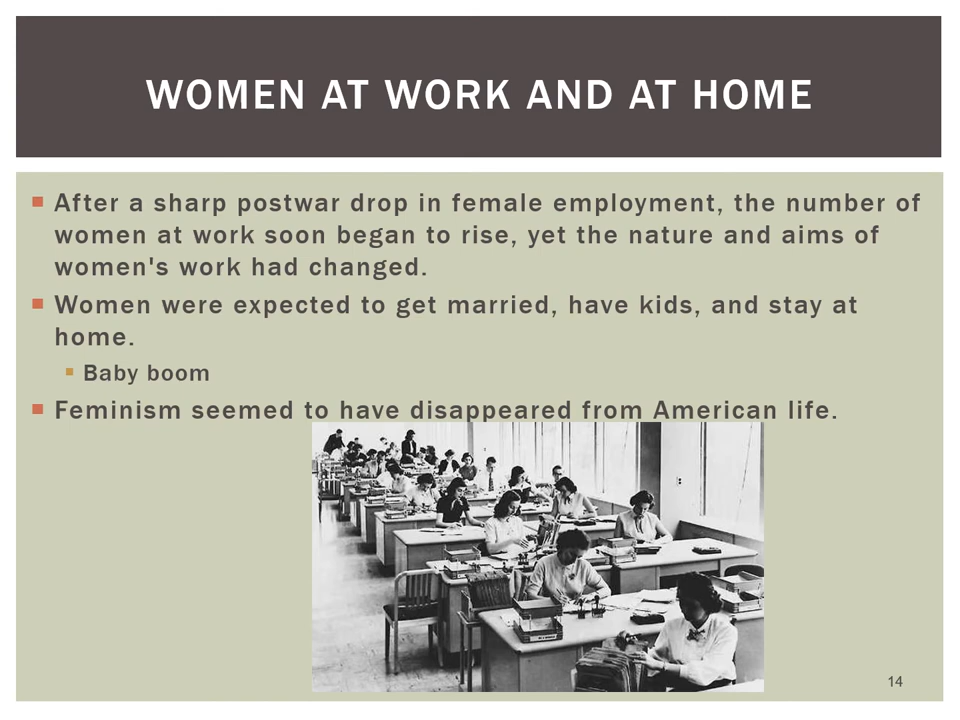 WOMEN AT WORK AND AT HOME
After a sharp postwar drop in female employment, the number of
women at work soon began to rise, yet the nature and aims of
women's work had changed.
Women were expected to get married, have kids, and stay at
home.
Baby boom
Feminism seemed to have disappeared from American life.
14